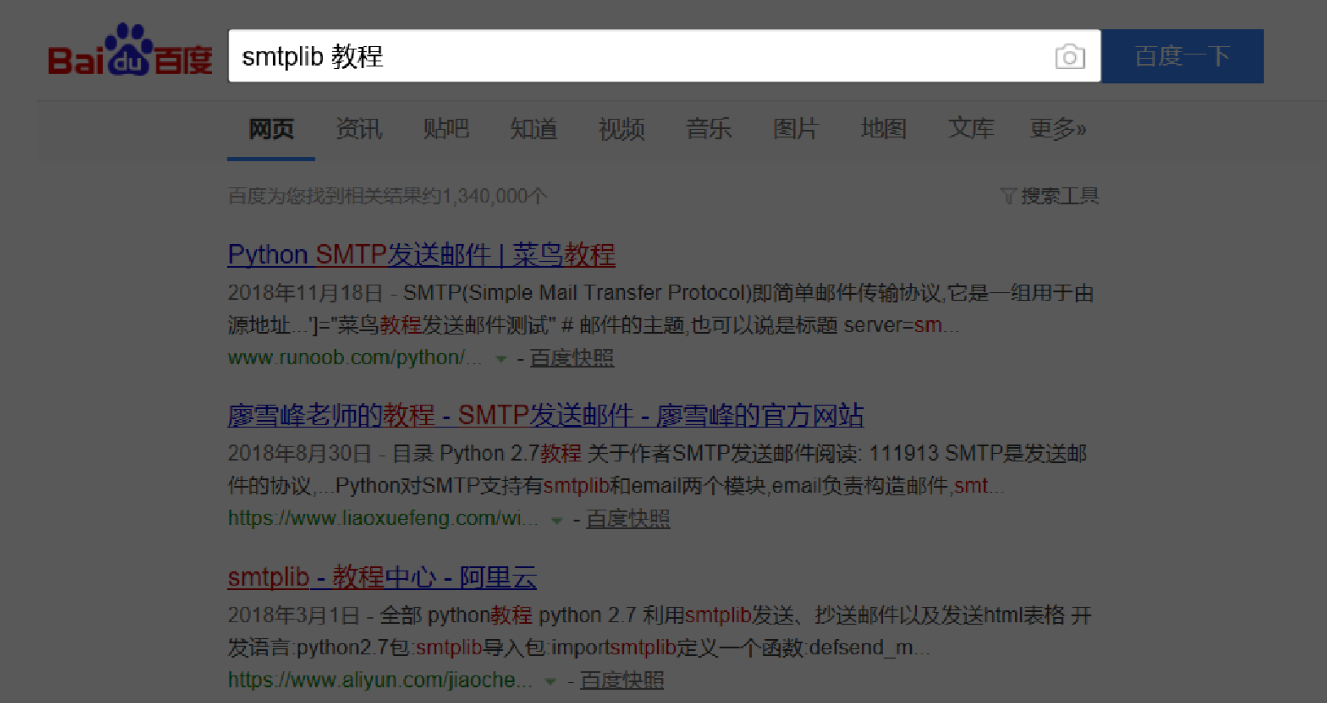 Bai du 百度 smtplib 教程 百度一下
网页 资讯 贴吧 知道 视频 音乐 图片 地图 文库 更多»
百度为您找到相关结果约1,340,000个 搜索工具
Python SMTP发送邮件 | 菜鸟教程
2018年11月18日 - SMTP(Simple Mail Transfer Protocol)即简单邮件传输协议,它是一组用于由
源地址...']="菜鸟教程发送邮件测试" # 邮件的主题,也可以说是标题 server=sm...
www.runoob.com/python/... - 百度快照
廖雪峰老师的教程 - SMTP发送邮件 - 廖雪峰的官方网站
2018年8月30日 - 目录 Python 2.7教程 关于作者SMTP发送邮件阅读: 111913 SMTP是发送邮
件的协议,...Python对SMTP支持有smtplib和email两个模块,email负责构造邮件,smt...
https://www.liaoxuefeng.com/wi... - 百度快照
smtplib - 教程中心 - 阿里云
2018年3月1日 - 全部 python教程 python 2.7 利用smtplib发送、抄送邮件以及发送html表格 开
发语言:python2.7包:smtplib导入包:importsmtplib定义一个函数:defsend_m...
https://www.aliyun.com/jiaoche... - 百度快照